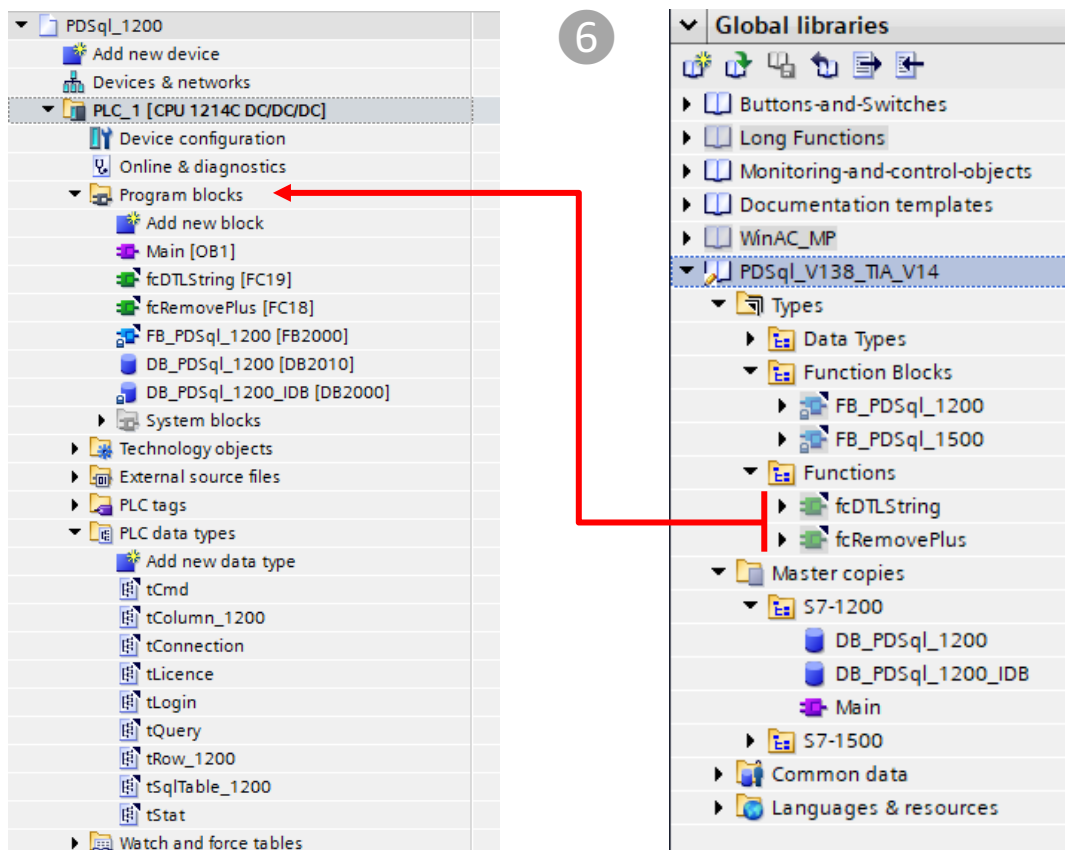 PDSql_1200
Add new device
Devices & networks
PLC_1 [CPU 1214C DC/DC/DC]
Device configuration
Online & diagnostics
Program blocks
Add new block
Main [OB1]
fcDTLString [FC19]
fcRemovePlus [FC18]
FB_PDSql_1200 [FB2000]
DB_PDSql_1200 [DB2010]
DB_PDSql_1200_IDB [DB2000]
System blocks
Technology objects
External source files
PLC tags
PLC data types
Add new data type
tCmd
tColumn_1200
tConnection
tLicence
tLogin
tQuery
tRow_1200
tSqlTable_1200
tStat
Watch and force tables
6
Global libraries
Buttons-and-Switches
Long Functions
Monitoring-and-control-objects
Documentation templates
WinAC_MP
PDSql_V138_TIA_V14
Types
Data Types
Function Blocks
FB_PDSql_1200
FB_PDSql_1500
Functions
fcDTLString
fcRemovePlus
Master copies
S7-1200
DB_PDSql_1200
DB_PDSql_1200_IDB
Main
S7-1500
Common data
Languages & resources